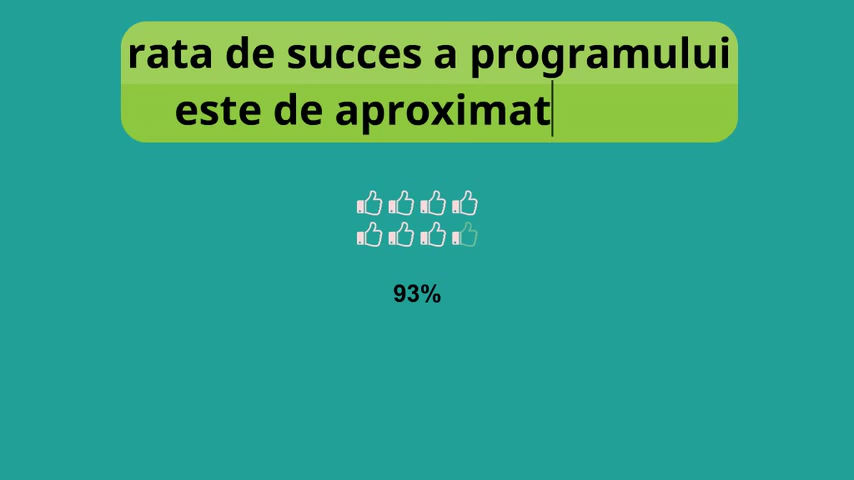 rata de succes a programului
este de aproximat
93%